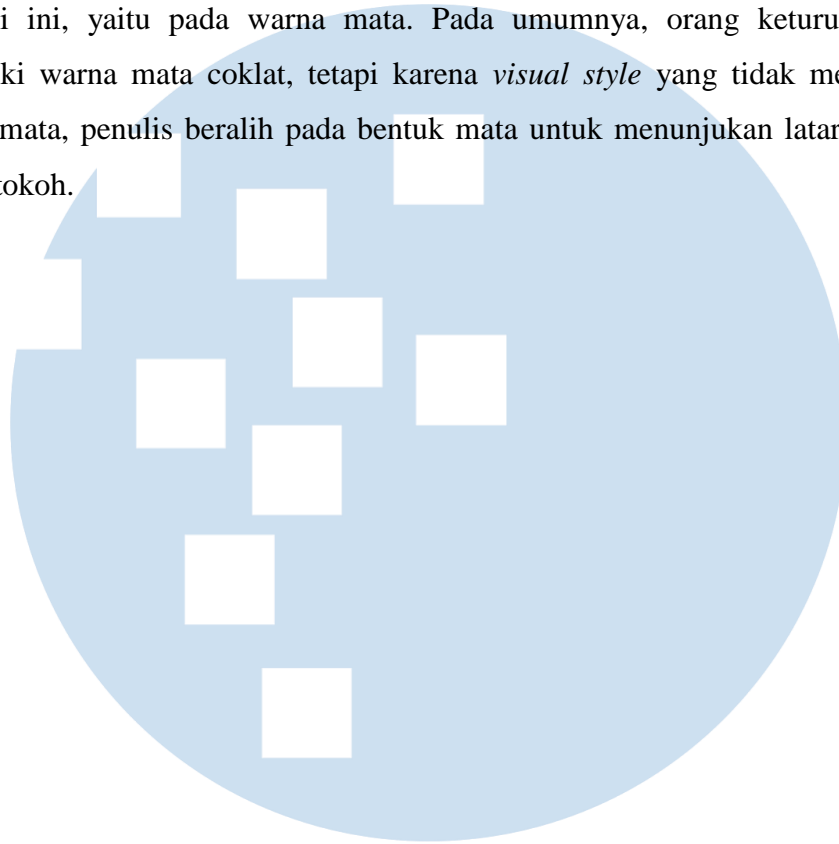 i ini, yaitu pada warna mata. Pada umumnya, orang keturu
ki warna mata coklat, tetapi karena visual style yang tidak me
mata, penulis beralih pada bentuk mata untuk menunjukan latar
tokoh.